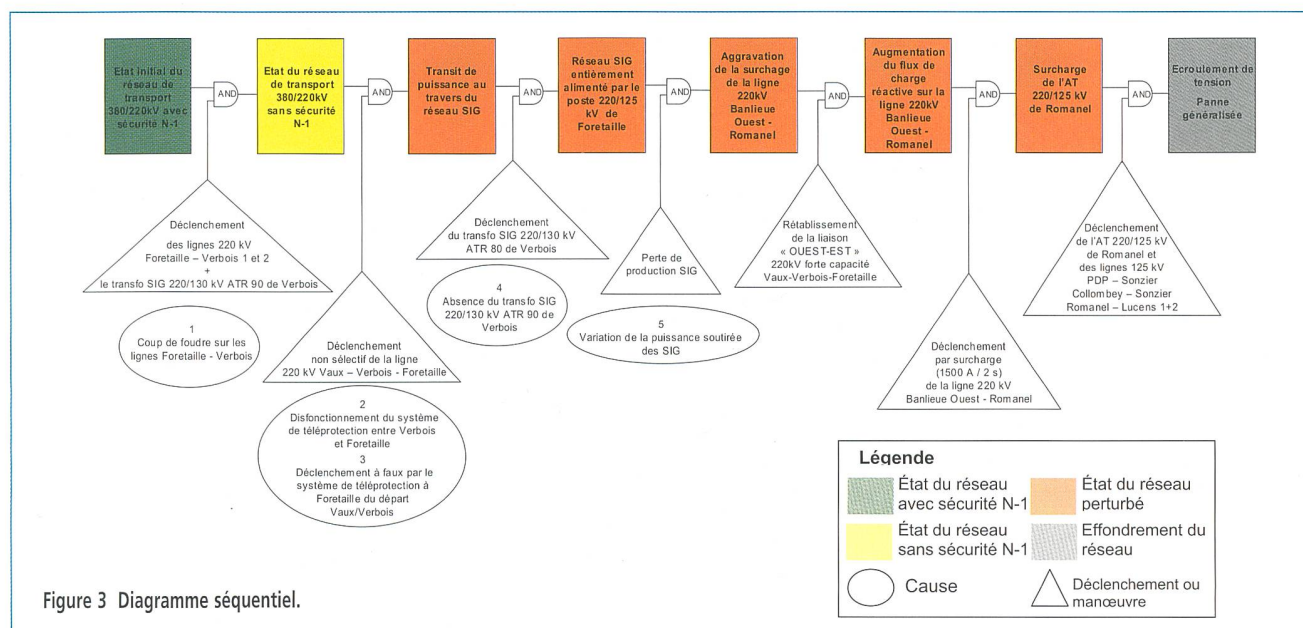 Etat initial du
réseau de
transport
380/220kV avec
sécurité N-1
AND
Etat du réseau
de transport
380/220kV
sans sécurité
N-1
AND
Transit de
puissance au
travers du
réseau SIG
AND
Réseau SIG
entièrement
alimenté par le
poste 220/125
kV de
Foretaille
AND
Aggravation
de la surchage
de la ligne
220kV
Banlieue
Ouest -
Romanel
AND
Augmentation
du flux de
charge
réactive sur la
ligne 220kV
Banlieue
Ouest -
Romanel
AND
Surcharge
de l'AT
220/125 kV
de Romanel
AND
Ecroulement de
tension
Panne
généralisée
Déclenchement
des lignes 220 kV
Foretaille – Verbois 1 et 2
+
le transfo SIG 220/130 kV ATR 90 de Verbois
1
Coup de foudre sur les
lignes Foretaille - Verbois
Déclenchement
non sélectif de la ligne
220 kV Vaux – Verbois - Foretaille
2
Disfonctionement du système
de téléprotection entre Verbois
et Foretaille
3
Déclenchement à faux par le
système de téléprotection à
Foretaille du départ
Vaux/Verbois
Déclenchement
du transfo SIG 220/130 kV
ATR 80 de Verbois
4
Absence du transfo SIG
220/130 kV ATR 90 de
Verbois
Perte de
production SIG
5
Variation de la puissance soutirée
des SIG
Rétablissement
de la liaison
« OUEST-EST »
220kV forte capacité
Vaux-Verbois-Foretaille
Déclenchement
par surcharge
(1500 A / 2 s)
de la ligne 220 kV
Banlieue Ouest - Romanel
Déclenchement
de l'AT 220/125 kV
de Romanel et
des lignes 125 kV
PDP – Sonzier
Collombey – Sonzier
Romanel – Lucens 1+2
Légende
État du réseau
avec sécurité N-1
État du réseau
perturbé
État du réseau
sans sécurité N-1
Effondrement du
réseau
Cause
Déclenchement ou
manœuvre
Figure 3 Diagramme séquentiel.